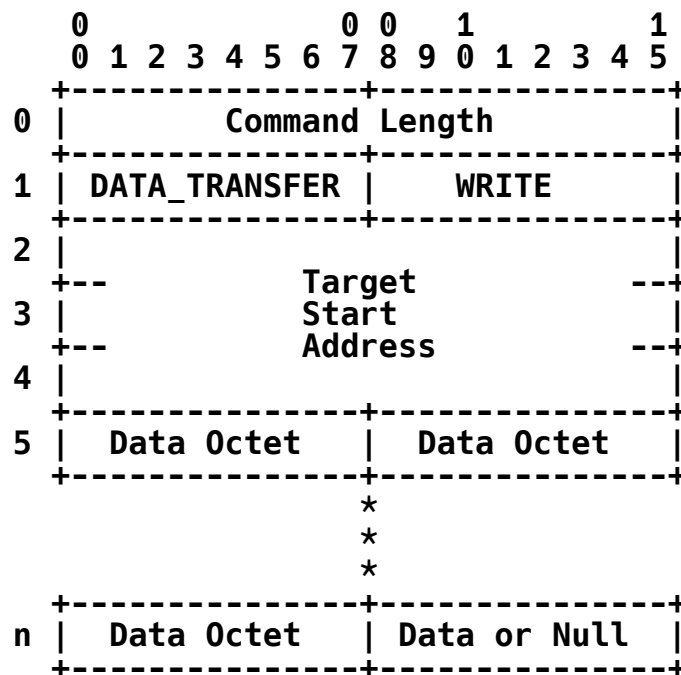 0             0 0   1         1
   0 1 2 3 4 5 6 7 8 9 0 1 2 3 4 5
  +---------------+---------------+
0 |        Command Length         |
  +---------------+---------------+
1 | DATA_TRANSFER |    WRITE      |
  +---------------+---------------+
2 |                               |
  +--          Target           --+
3 |            Start              |
  +--          Address          --+
4 |                               |
  +---------------+---------------+
5 |  Data Octet   |  Data Octet   |
  +---------------+---------------+
                  *
                  *
                  *
  +---------------+---------------+
n |  Data Octet   | Data or Null  |
  +---------------+---------------+